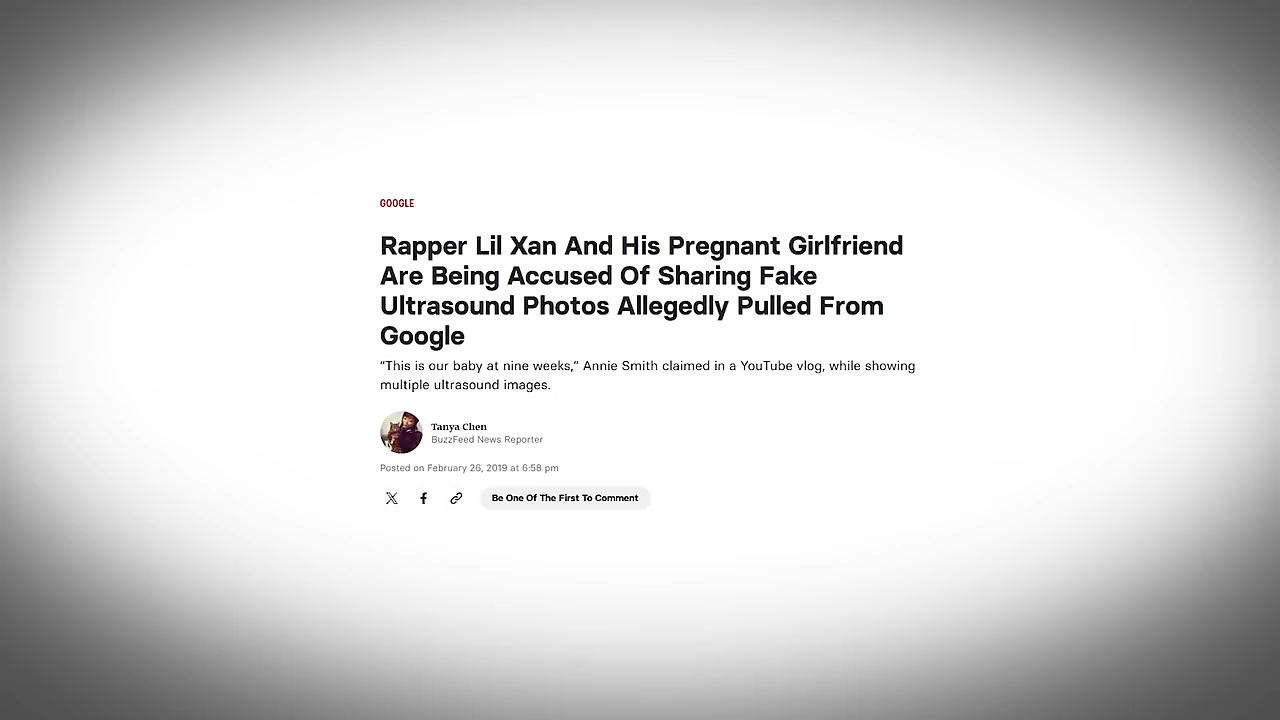 GOOGLE
Rapper Lil Xan And His Pregnant Girlfriend
Are Being Accused Of Sharing Fake
Ultrasound Photos Allegedly Pulled From
Google
“This is our baby at nine weeks,” Annie Smith claimed in a YouTube vlog, while showing
multiple ultrasound images.
Tanya Chen
BuzzFeed News Reporter
Posted on February 26, 2019 at 6:58 pm
Be One Of The First To Comment